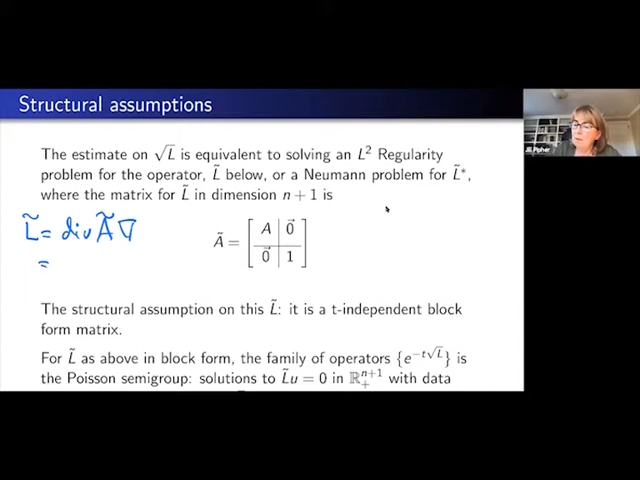 Structural assumptions
The estimate on √L is equivalent to solving an L² Regularity
problem for the operator, L̃ below, or a Neumann problem for L̃*,
where the matrix for L̃ in dimension n + 1 is
L̃ = div Ã ∇
=
Ã = [ A | 0⃗ ]
[ 0⃗ | 1 ]
The structural assumption on this L̃: it is a t-independent block
form matrix.
For L̃ as above in block form, the family of operators {e^{-t√L}} is
the Poisson semigroup: solutions to L̃u = 0 in ℝ₊ⁿ⁺¹ with data
Jill Pipher